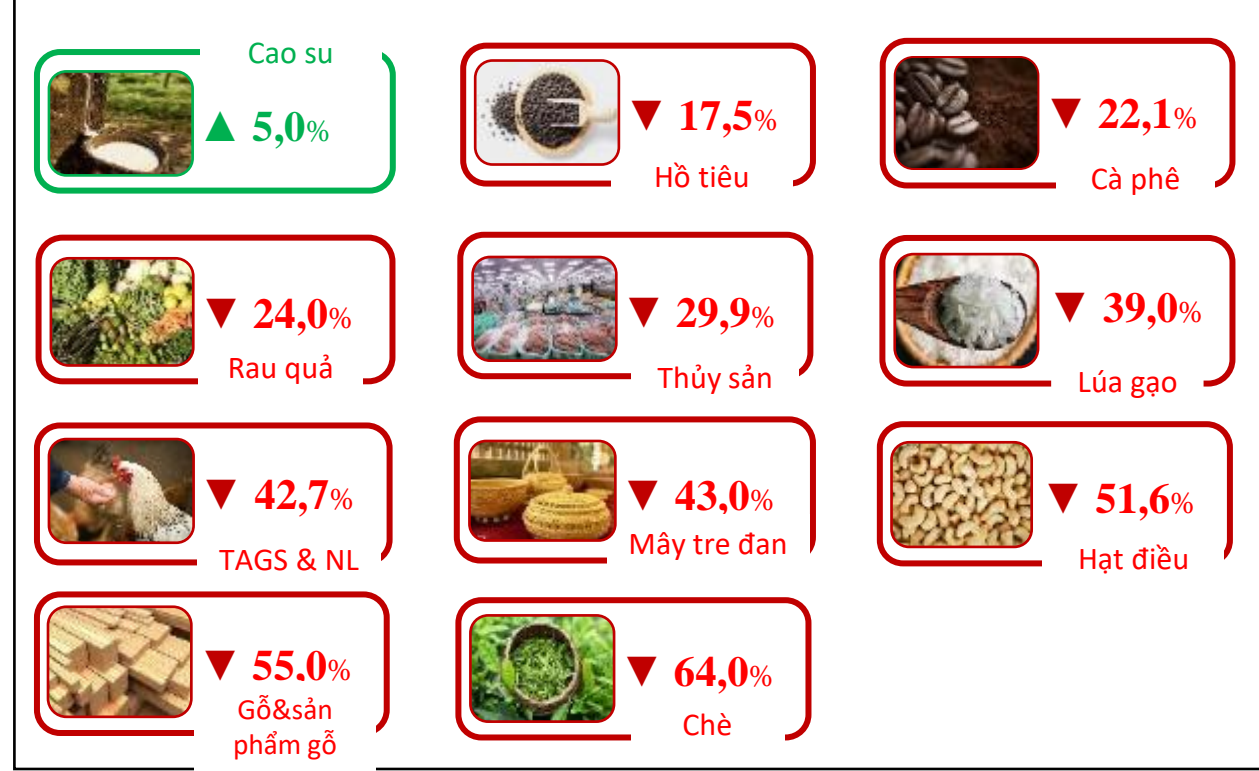 Cao su
▲ 5,0%
▼ 17,5%
Hồ tiêu
▼ 22,1%
Cà phê
▼ 24,0%
Rau quả
▼ 29,9%
Thủy sản
▼ 39,0%
Lúa gạo
▼ 42,7%
TAGS & NL
▼ 43,0%
Mây tre đan
▼ 51,6%
Hạt điều
▼ 55,0%
Gỗ&sản
phẩm gỗ
▼ 64,0%
Chè